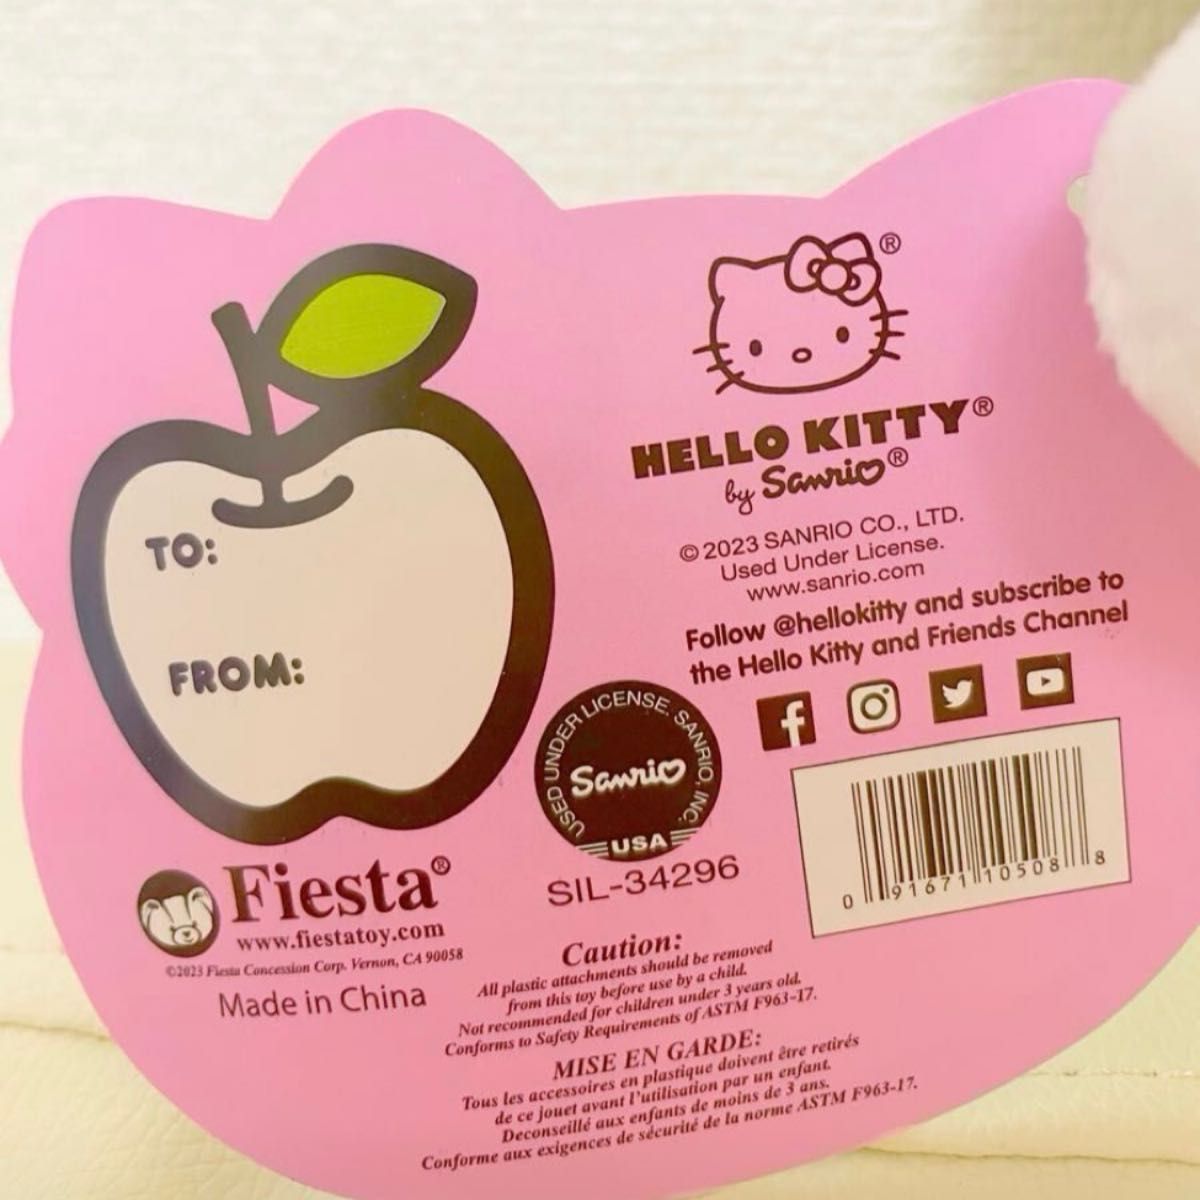 TO:
FROM:
®
HELLO KITTY®
by Sanrio®
© 2023 SANRIO CO., LTD.
Used Under License.
www.sanrio.com
Follow @hellokitty and subscribe to
the Hello Kitty and Friends Channel
f
USED UNDER LICENSE. SANRIO, INC.
Sanrio
USA
SIL-34296
0 91671 10508 8
Fiesta®
www.fiestatoy.com
©2023 Fiesta Concession Corp. Vernon, CA 90058
Made in China
Caution:
All plastic attachments should be removed
from this toy before use by a child.
Not recommended for children under 3 years old.
Conforms to Safety Requirements of ASTM F963-17.
MISE EN GARDE:
Tous les accessoires en plastique doivent être retirés
de ce jouet avant l'utilisation par un enfant.
Deconseillé aux enfants de moins de 3 ans.
Conforme aux exigences de sécurité de la norme ASTM F963-17.